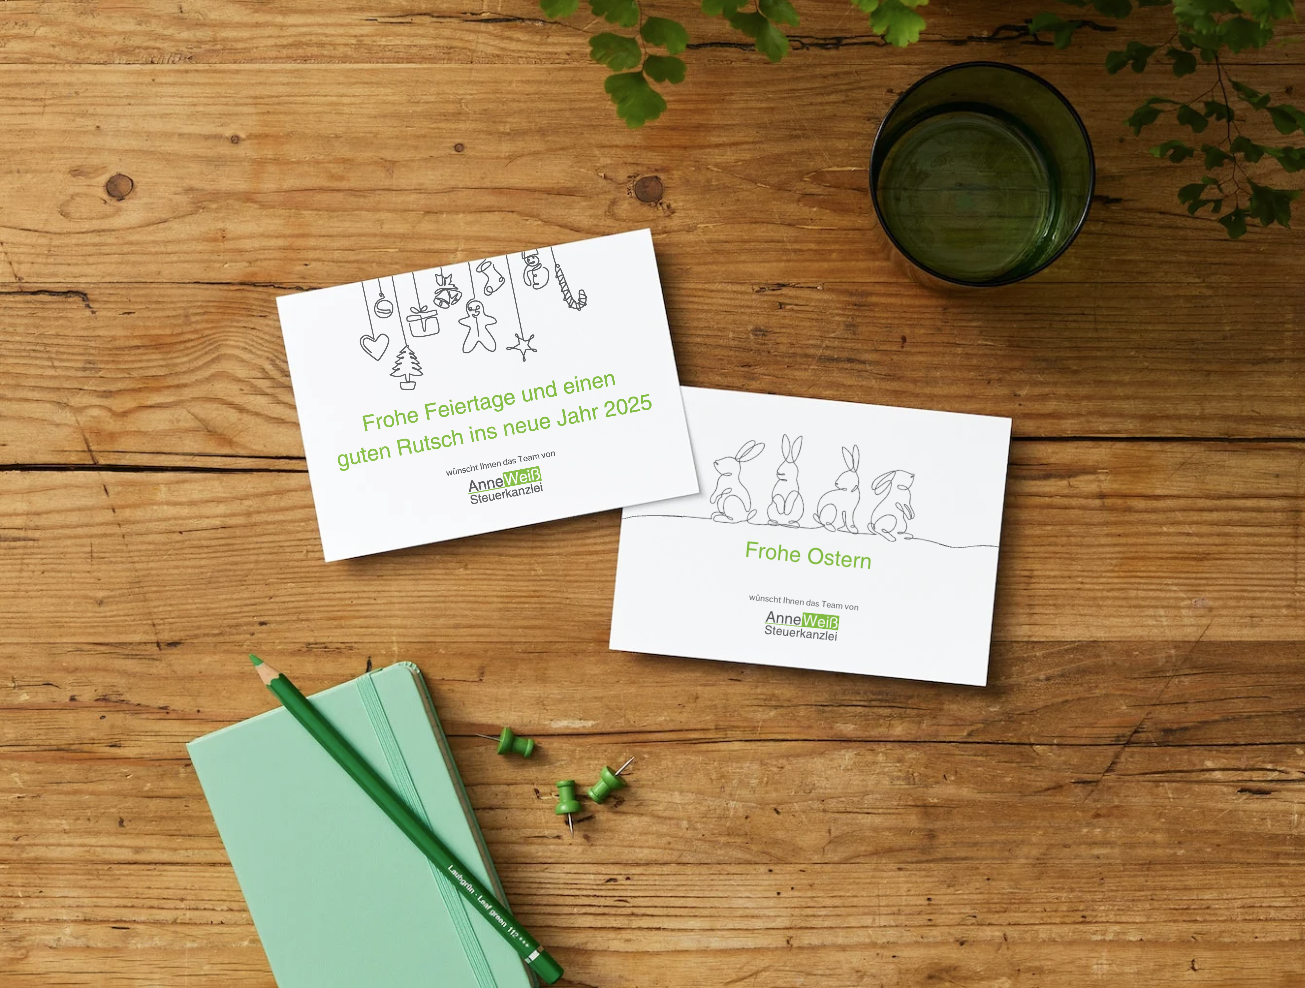 Frohe Feiertage und einen
guten Rutsch ins neue Jahr 2025
wünscht Ihnen das Team von
AnneWeiß
Steuerkanzlei
Frohe Ostern
wünscht Ihnen das Team von
AnneWeiß
Steuerkanzlei
Laubgrün · Leaf green 112 ***